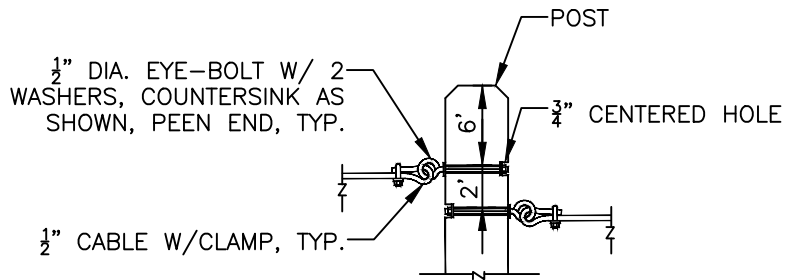 POST
½" DIA. EYE-BOLT W/ 2
WASHERS, COUNTERSINK AS
SHOWN, PEEN END, TYP.
6'
¾" CENTERED HOLE
2'
½" CABLE W/CLAMP, TYP.